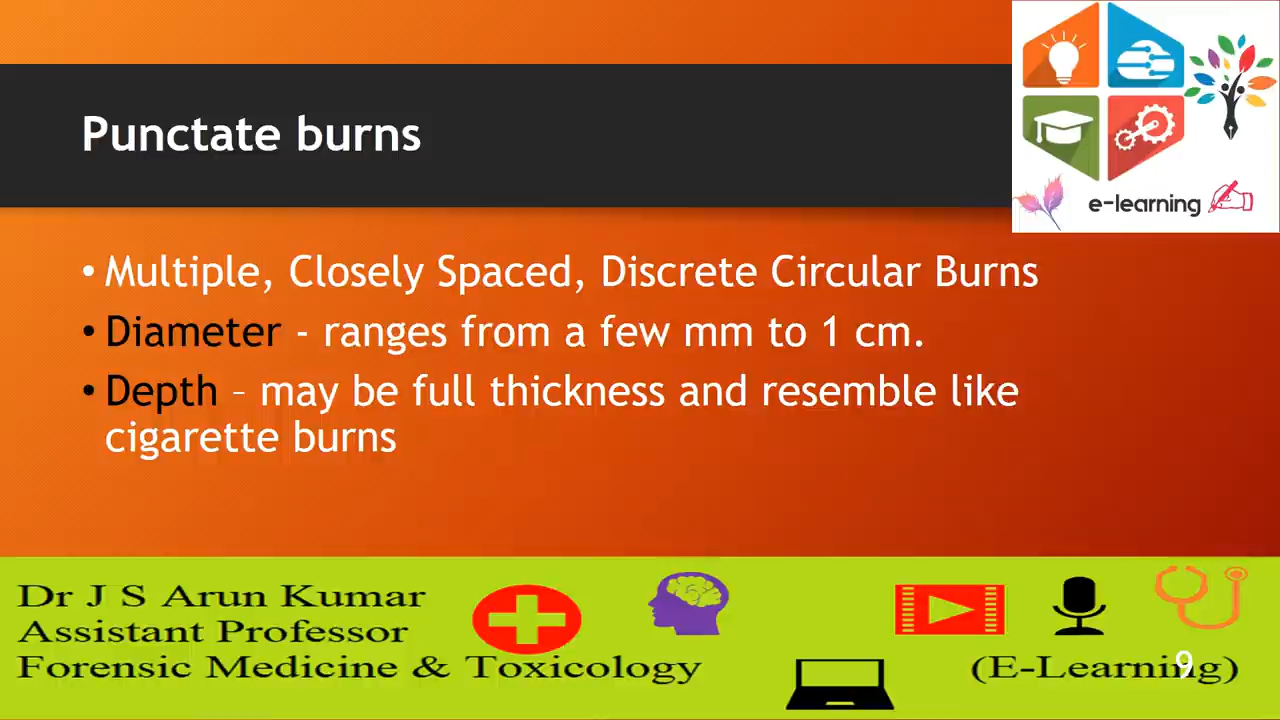 Punctate burns
e-learning
• Multiple, Closely Spaced, Discrete Circular Burns
• Diameter - ranges from a few mm to 1 cm.
• Depth – may be full thickness and resemble like
cigarette burns
Dr J S Arun Kumar
Assistant Professor
Forensic Medicine & Toxicology
(E-Learning)
9